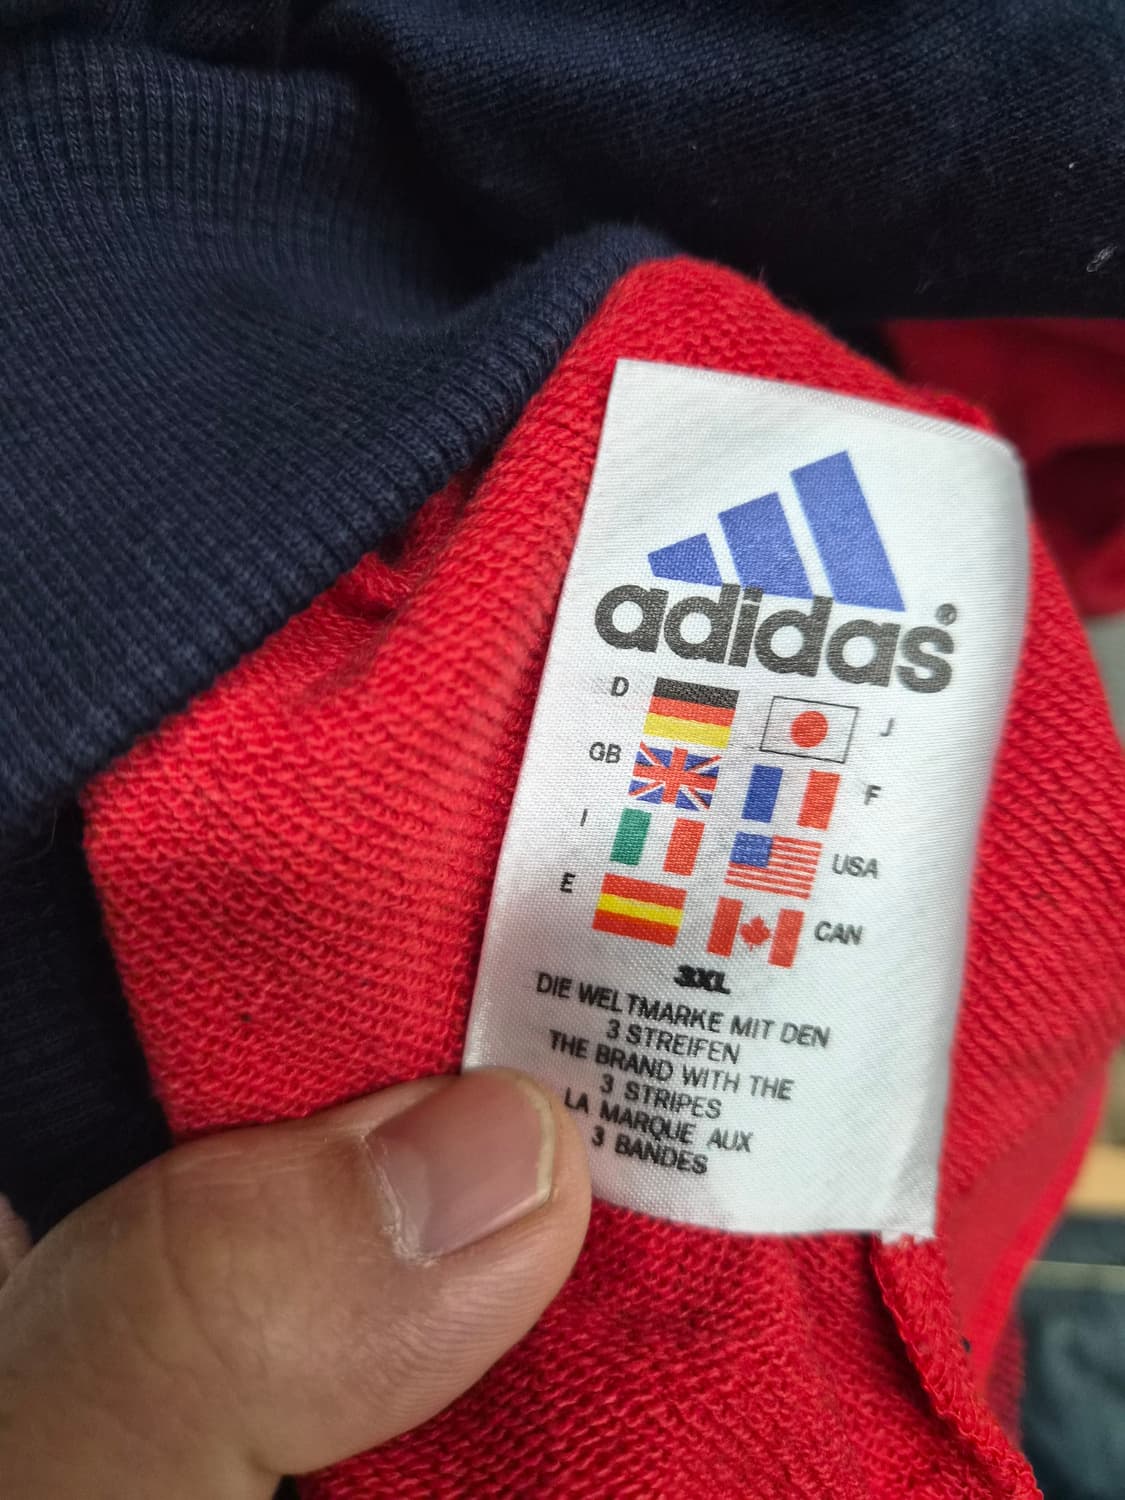 adidas®
D J
GB F
I USA
E CAN
3XL
DIE WELTMARKE MIT DEN
3 STREIFEN
THE BRAND WITH THE
3 STRIPES
LA MARQUE AUX
3 BANDES